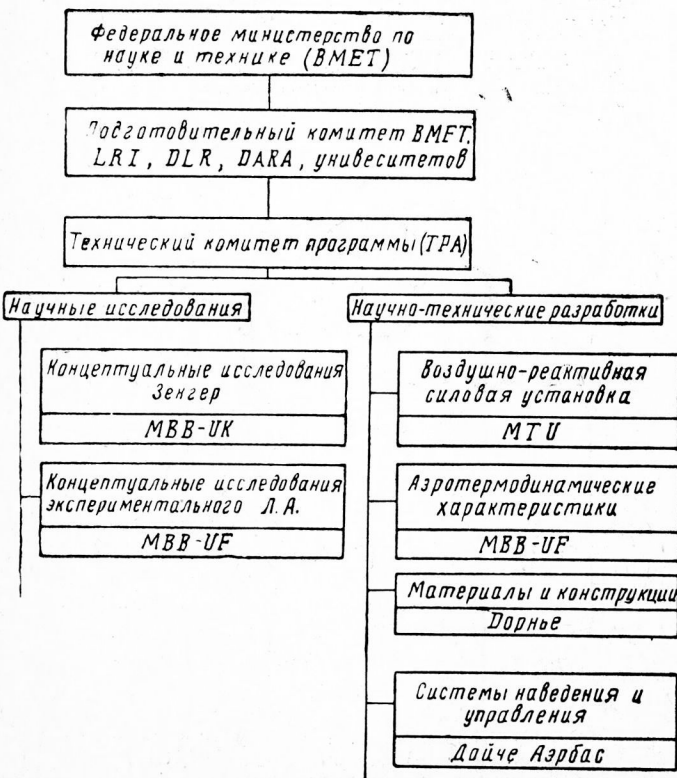 Федеральное министерство по
науке и технике (BMET)
Подготовительный комитет BMFT.
LRI, DLR, DARA, унивеситетов
Технический комитет программы (TPA)
Научные исследования
Концептуальные исследования
Зенгер
MBB-UK
Концептуальные исследования
экспериментального Л.А.
MBB-UF
Научно-технические разработки
Воздушно-реактивная
силовая установка
MTU
Аэротермодинамические
характеристики
MBB-UF
Материалы и конструкции
Дорнье
Системы наведения и
управления
Дойче Аэрбас